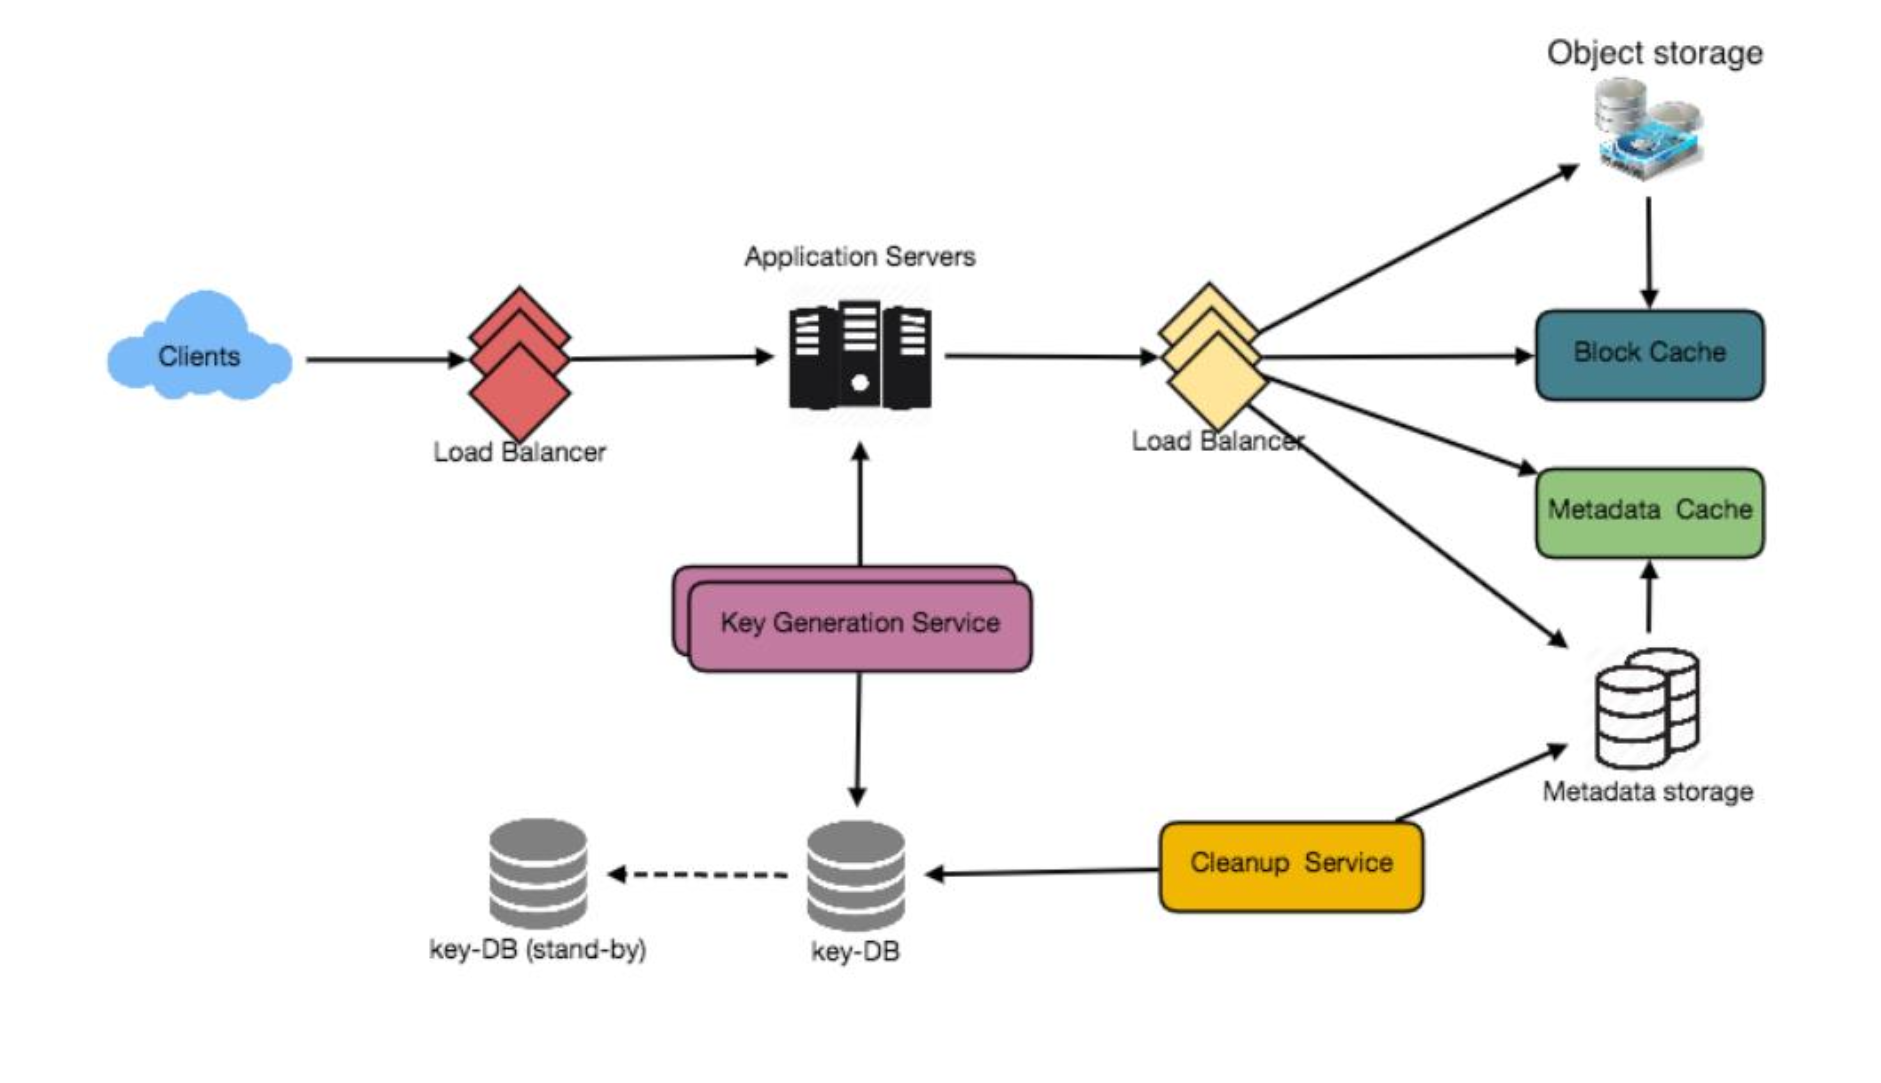 Object storage
Application Servers
Clients
Block Cache
Load Balancer
Load Balancer
Metadata Cache
Key Generation Service
Metadata storage
Cleanup Service
key-DB (stand-by)
key-DB